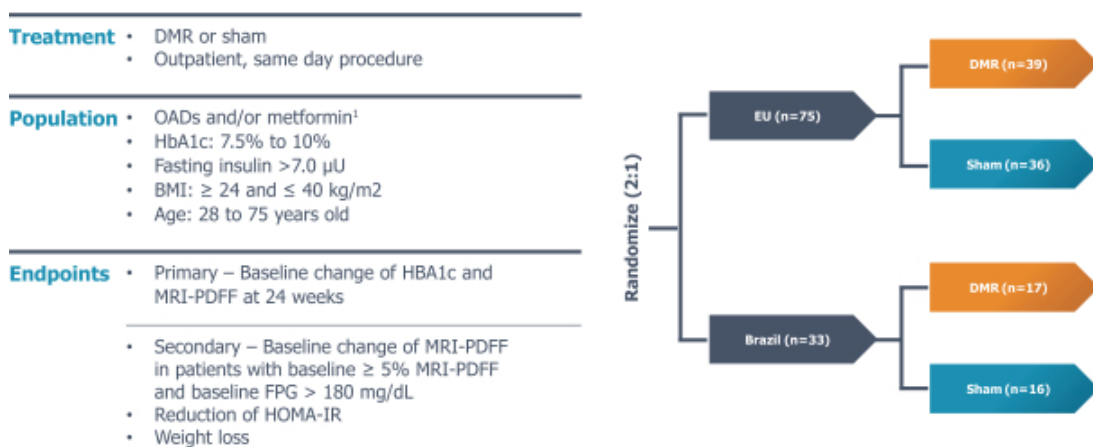 Treatment
• DMR or sham
• Outpatient, same day procedure
Population
• OADs and/or metformin¹
• HbA1c: 7.5% to 10%
• Fasting insulin >7.0 µU
• BMI: ≥ 24 and ≤ 40 kg/m2
• Age: 28 to 75 years old
Endpoints
• Primary – Baseline change of HBA1c and
MRI-PDFF at 24 weeks
• Secondary – Baseline change of MRI-PDFF
in patients with baseline ≥ 5% MRI-PDFF
and baseline FPG > 180 mg/dL
• Reduction of HOMA-IR
• Weight loss
Randomize (2:1)
EU (n=75)
DMR (n=39)
Sham (n=36)
Brazil (n=33)
DMR (n=17)
Sham (n=16)